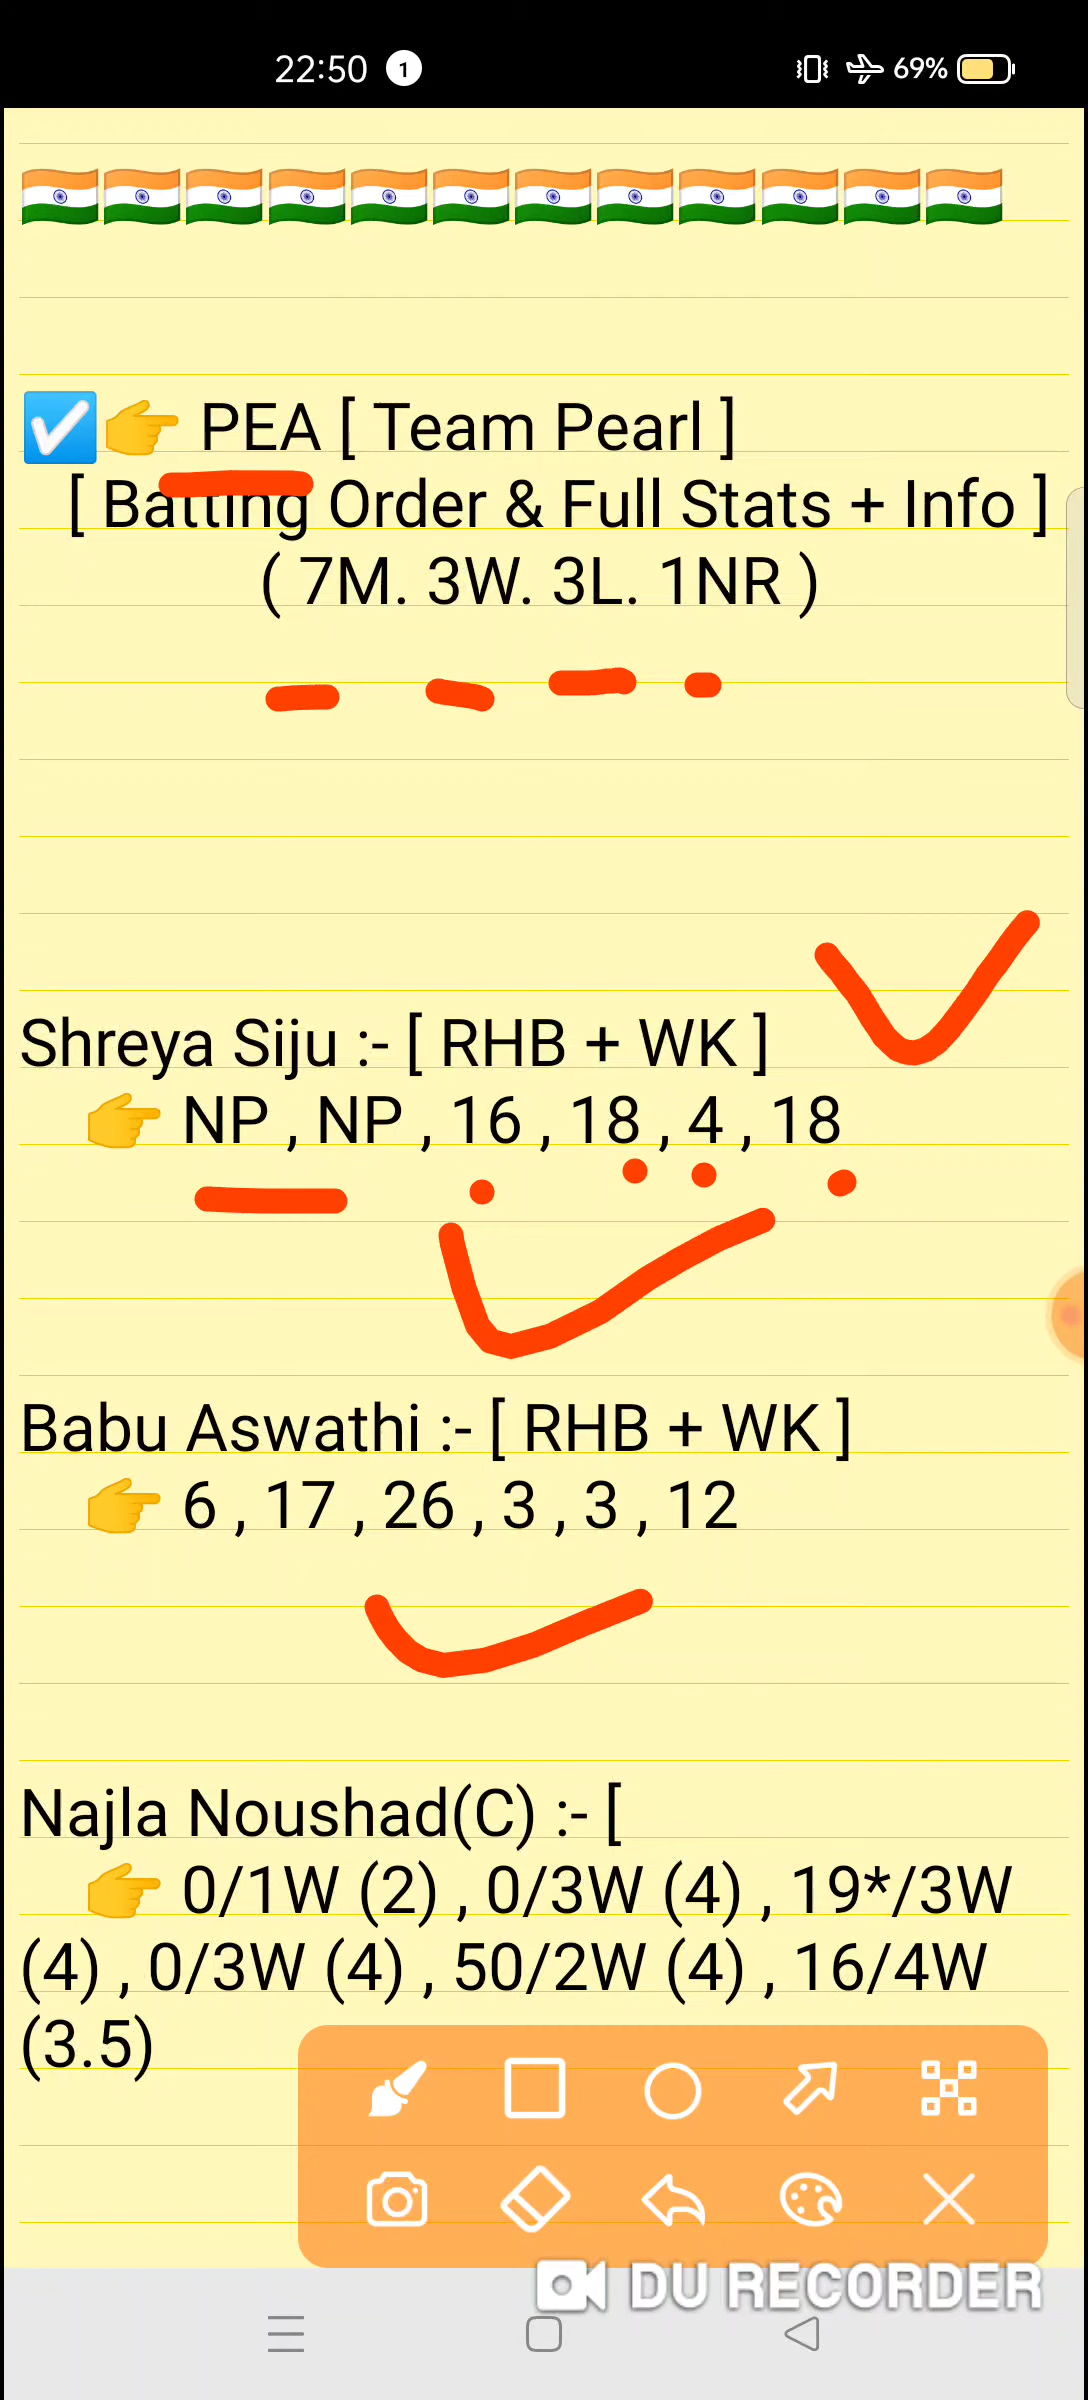 22:50 1 69%
🇮🇳🇮🇳🇮🇳🇮🇳🇮🇳🇮🇳🇮🇳🇮🇳🇮🇳🇮🇳🇮🇳🇮🇳
☑👉 PEA [ Team Pearl ]
[ Batting Order & Full Stats + Info ]
( 7M. 3W. 3L. 1NR )
Shreya Siju :- [ RHB + WK ]
👉 NP , NP , 16 , 18 , 4 , 18
Babu Aswathi :- [ RHB + WK ]
👉 6 , 17 , 26 , 3 , 3 , 12
Najla Noushad(C) :- [
👉 0/1W (2) , 0/3W (4) , 19*/3W
(4) , 0/3W (4) , 50/2W (4) , 16/4W
(3.5)
DU RECORDER